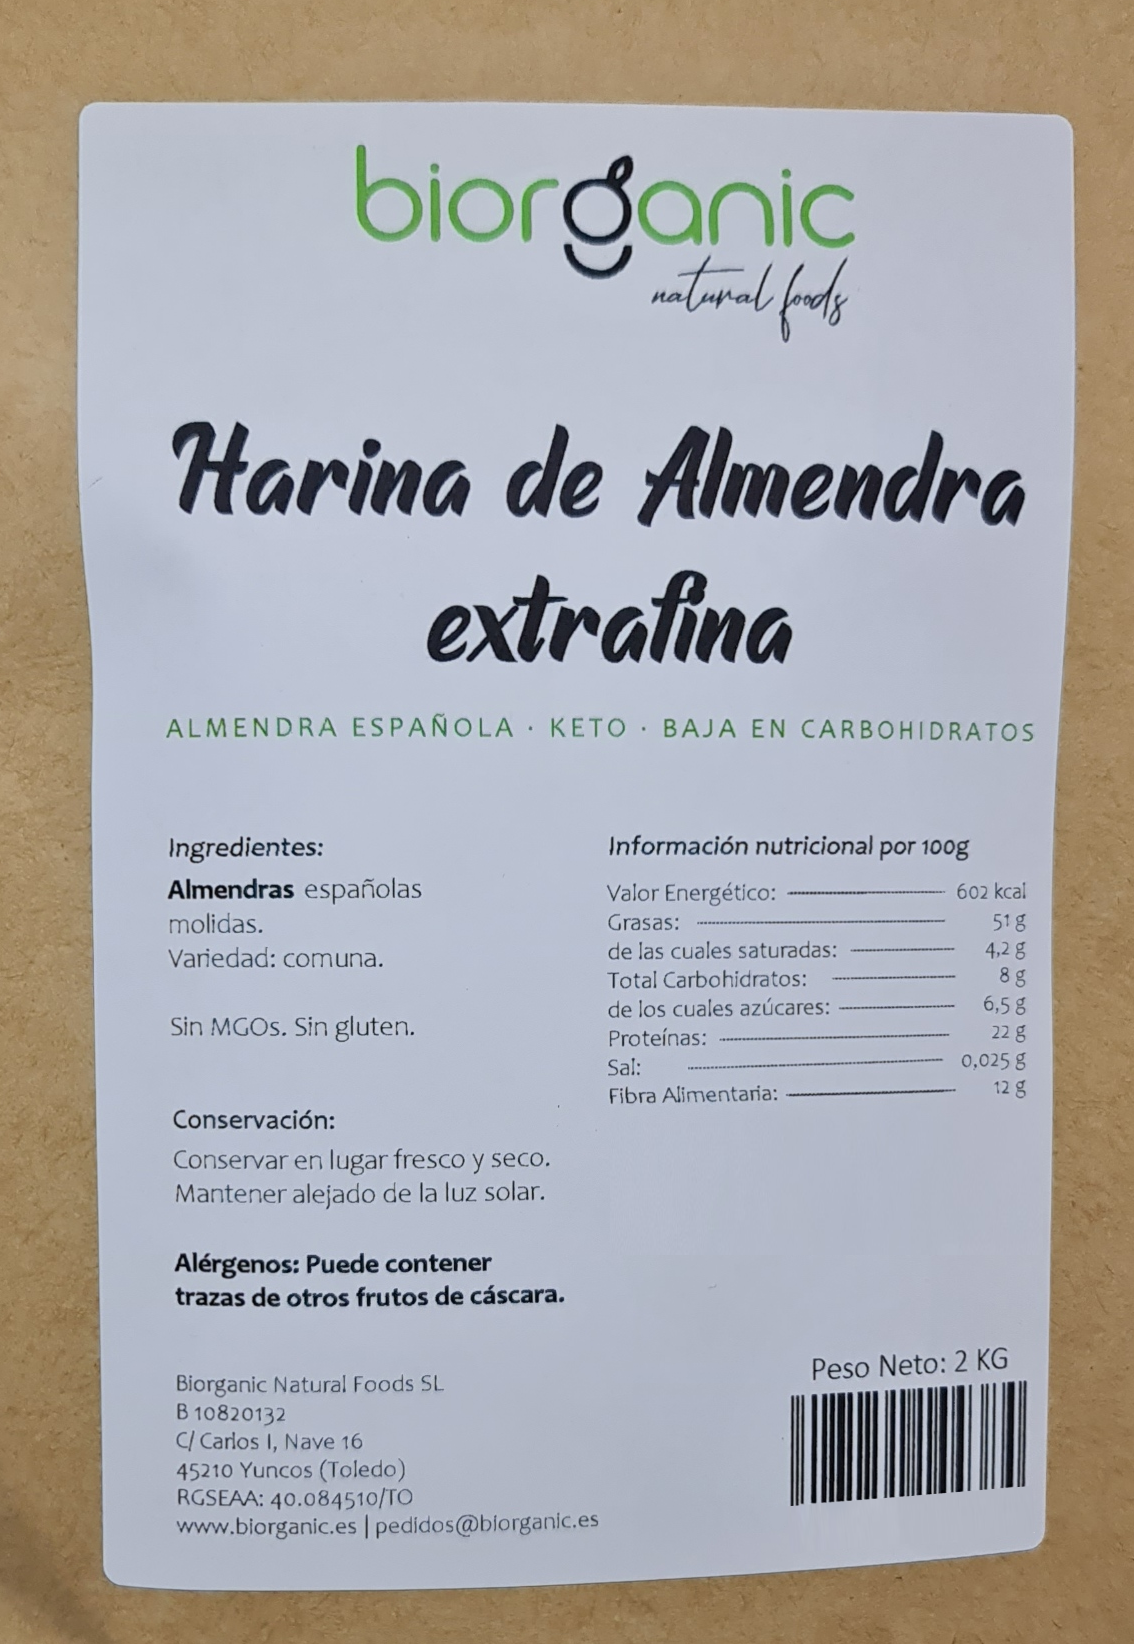 biorganic
natural foods
Harina de Almendra
extrafina
ALMENDRA ESPAÑOLA · KETO · BAJA EN CARBOHIDRATOS
Ingredientes:
Almendras españolas
molidas.
Variedad: comuna.
Sin MGOs. Sin gluten.
Conservación:
Conservar en lugar fresco y seco.
Mantener alejado de la luz solar.
Alérgenos: Puede contener
trazas de otros frutos de cáscara.
Información nutricional por 100g
Valor Energético: 602 kcal
Grasas: 51 g
de las cuales saturadas: 4,2 g
Total Carbohidratos: 8 g
de los cuales azúcares: 6,5 g
Proteínas: 22 g
Sal: 0,025 g
Fibra Alimentaria: 12 g
Biorganic Natural Foods SL
B 10820132
C/ Carlos I, Nave 16
45210 Yuncos (Toledo)
RGSEAA: 40.084510/TO
www.biorganic.es | pedidos@biorganic.es
Peso Neto: 2 KG